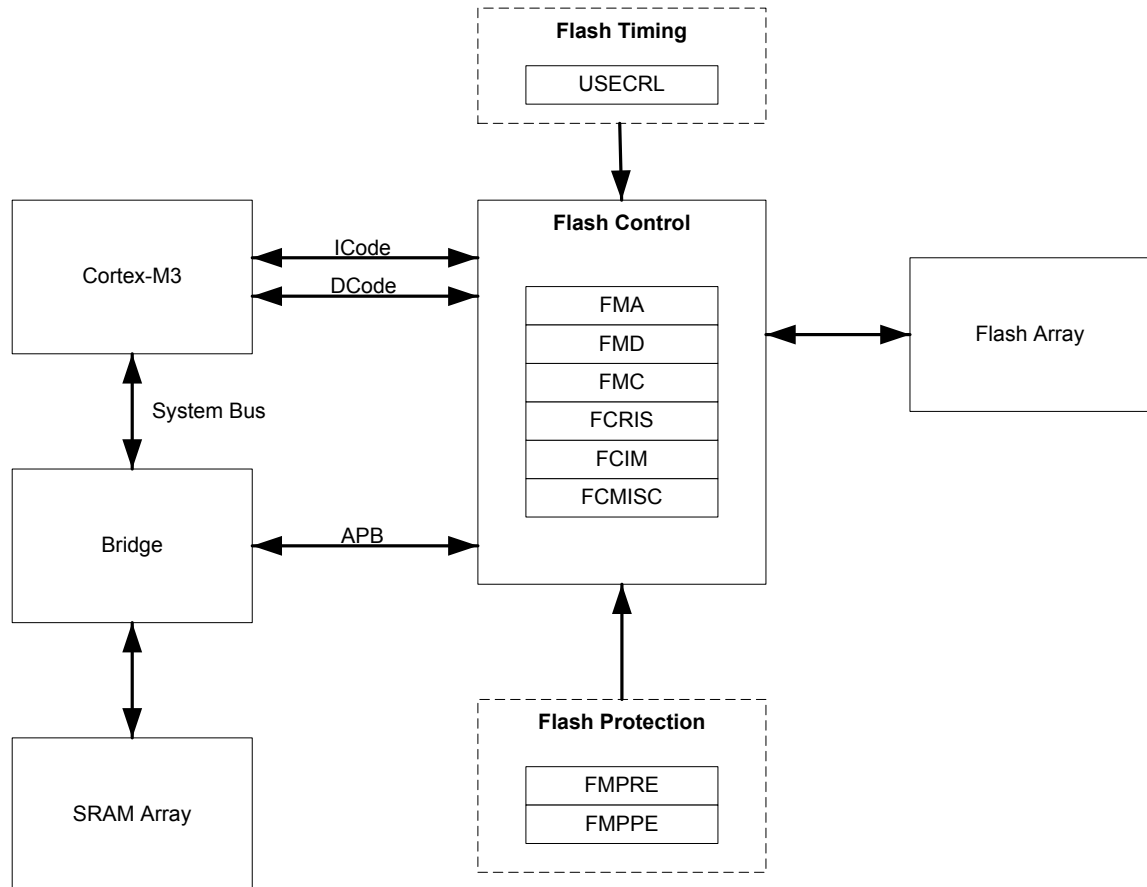 Flash Timing
USECRL
Cortex-M3
ICode
DCode
System Bus
Bridge
APB
SRAM Array
Flash Control
FMA
FMD
FMC
FCRIS
FCIM
FCMISC
Flash Array
Flash Protection
FMPRE
FMPPE